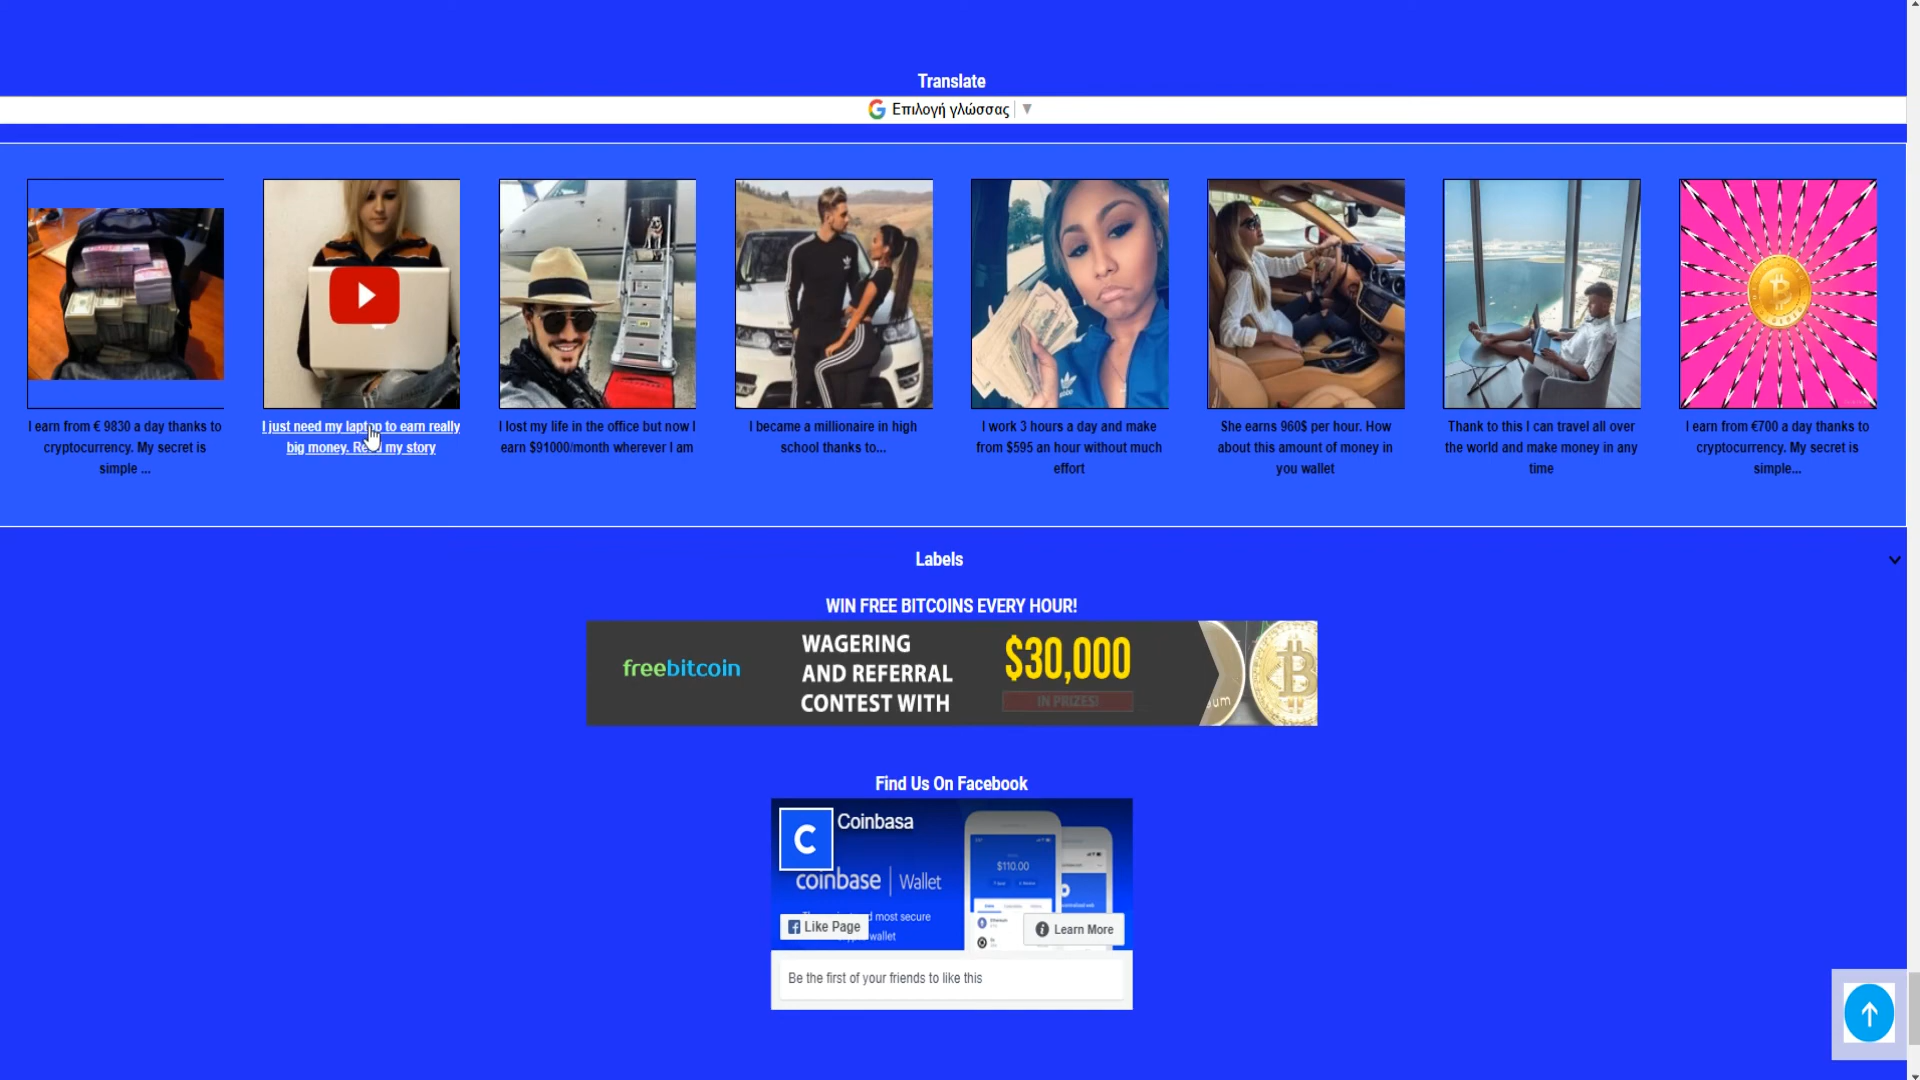 Translate
Επιλογή γλώσσας
I earn from € 9830 a day thanks to
cryptocurrency. My secret is
simple ...
I just need my laptop to earn really
big money. Read my story
I lost my life in the office but now I
earn $91000/month wherever I am
I became a millionaire in high
school thanks to...
I work 3 hours a day and make
from $595 an hour without much
effort
She earns 960$ per hour. How
about this amount of money in
you wallet
Thank to this I can travel all over
the world and make money in any
time
I earn from €700 a day thanks to
cryptocurrency. My secret is
simple...
Labels
WIN FREE BITCOINS EVERY HOUR!
freebitcoin
WAGERING
AND REFERRAL
CONTEST WITH
$30,000
IN PRIZES!
Find Us On Facebook
C
Coinbasa
coinbase | Wallet
$110.00
d most secure
wallet
Like Page
Learn More
Be the first of your friends to like this